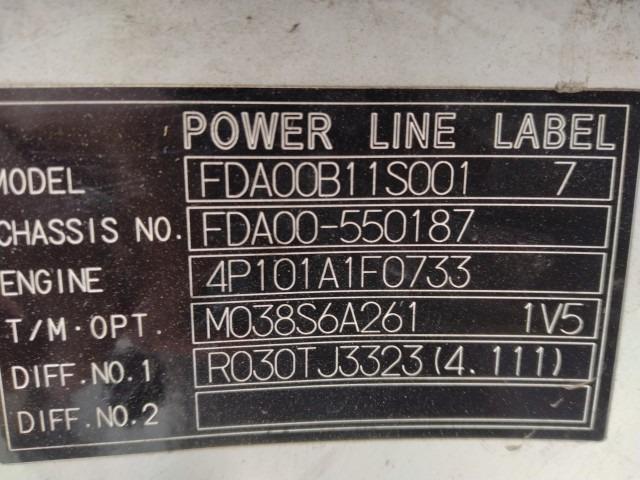 POWER LINE LABEL
MODEL FDA00B11S001 7
CHASSIS NO. FDA00-550187
ENGINE 4P101A1F0733
T/M·OPT. M038S6A261 1V5
DIFF.NO.1 R030TJ3323(4.111)
DIFF.NO.2